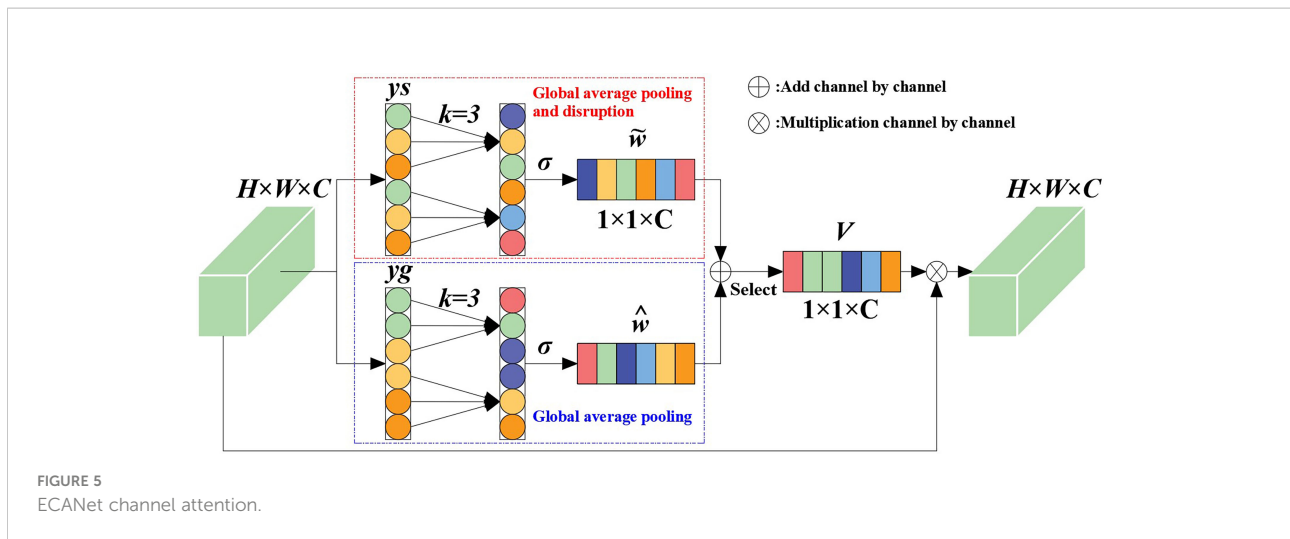 ys
k=3
Global average pooling
and disruption
w̃
σ
1×1×C
⊕ :Add channel by channel
⊗ :Multiplication channel by channel
H×W×C
yg
k=3
ŵ
σ
Global average pooling
Select
V
1×1×C
H×W×C
FIGURE 5
ECANet channel attention.